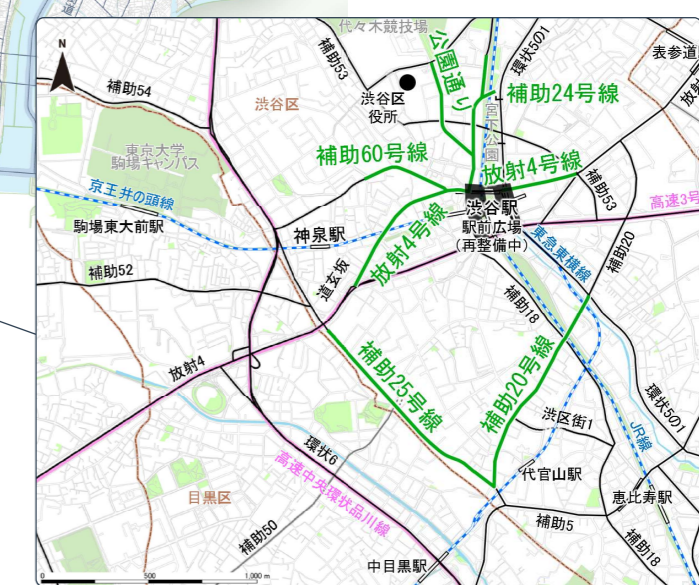 代々木競技場
N
補助53
公園通り
環状5の1
表参道
補助54
渋谷区
渋谷区
役所
宮下公園
補助24号線
東京大学
駒場キャンパス
補助60号線
放射4号線
京王井の頭線
渋谷駅
駅前広場
(再整備中)
補助53
高速3号
駒場東大前駅
神泉駅
放射4号線
東急東横線
補助20
補助52
道玄坂
補助18
放射4
補助25号線
補助20号線
環状5の1
渋区街1
JR線
環状6
高速中央環状品川線
代官山駅
恵比寿駅
目黒区
補助50
補助5
補助18
中目黒駅
0 500 1,000 m